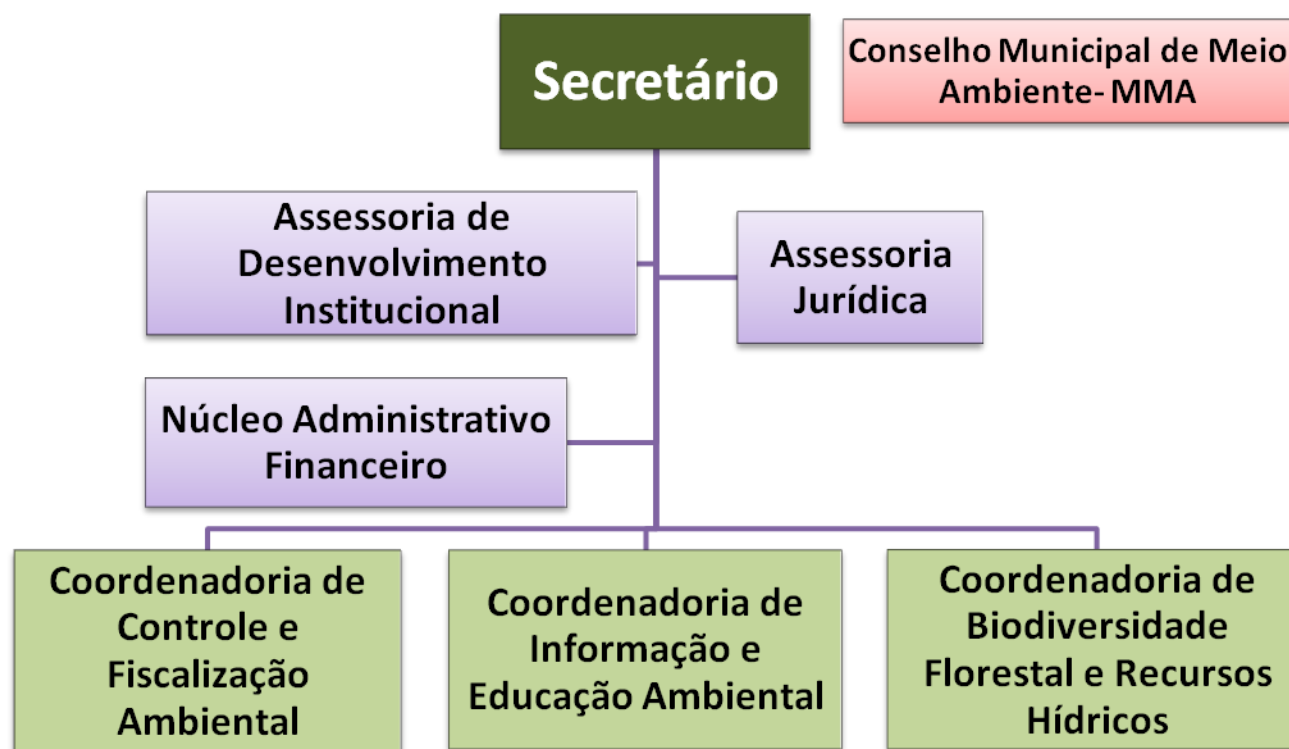 Secretário
Conselho Municipal de Meio
Ambiente- MMA
Assessoria de
Desenvolvimento
Institucional
Assessoria
Jurídica
Núcleo Administrativo
Financeiro
Coordenadoria de
Controle e
Fiscalização
Ambiental
Coordenadoria de
Informação e
Educação Ambiental
Coordenadoria de
Biodiversidade
Florestal e Recursos
Hídricos